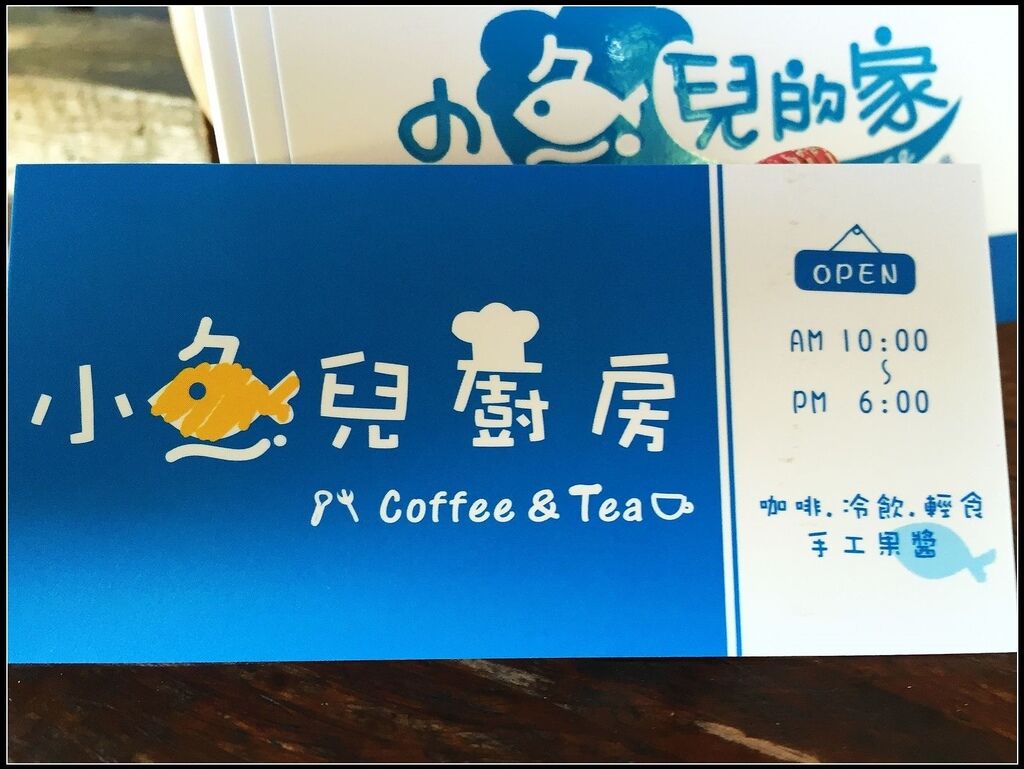 小魚兒的家
小魚兒廚房
Coffee & Tea
OPEN
AM 10:00
~
PM 6:00
咖啡.冷飲.輕食
手工果醬